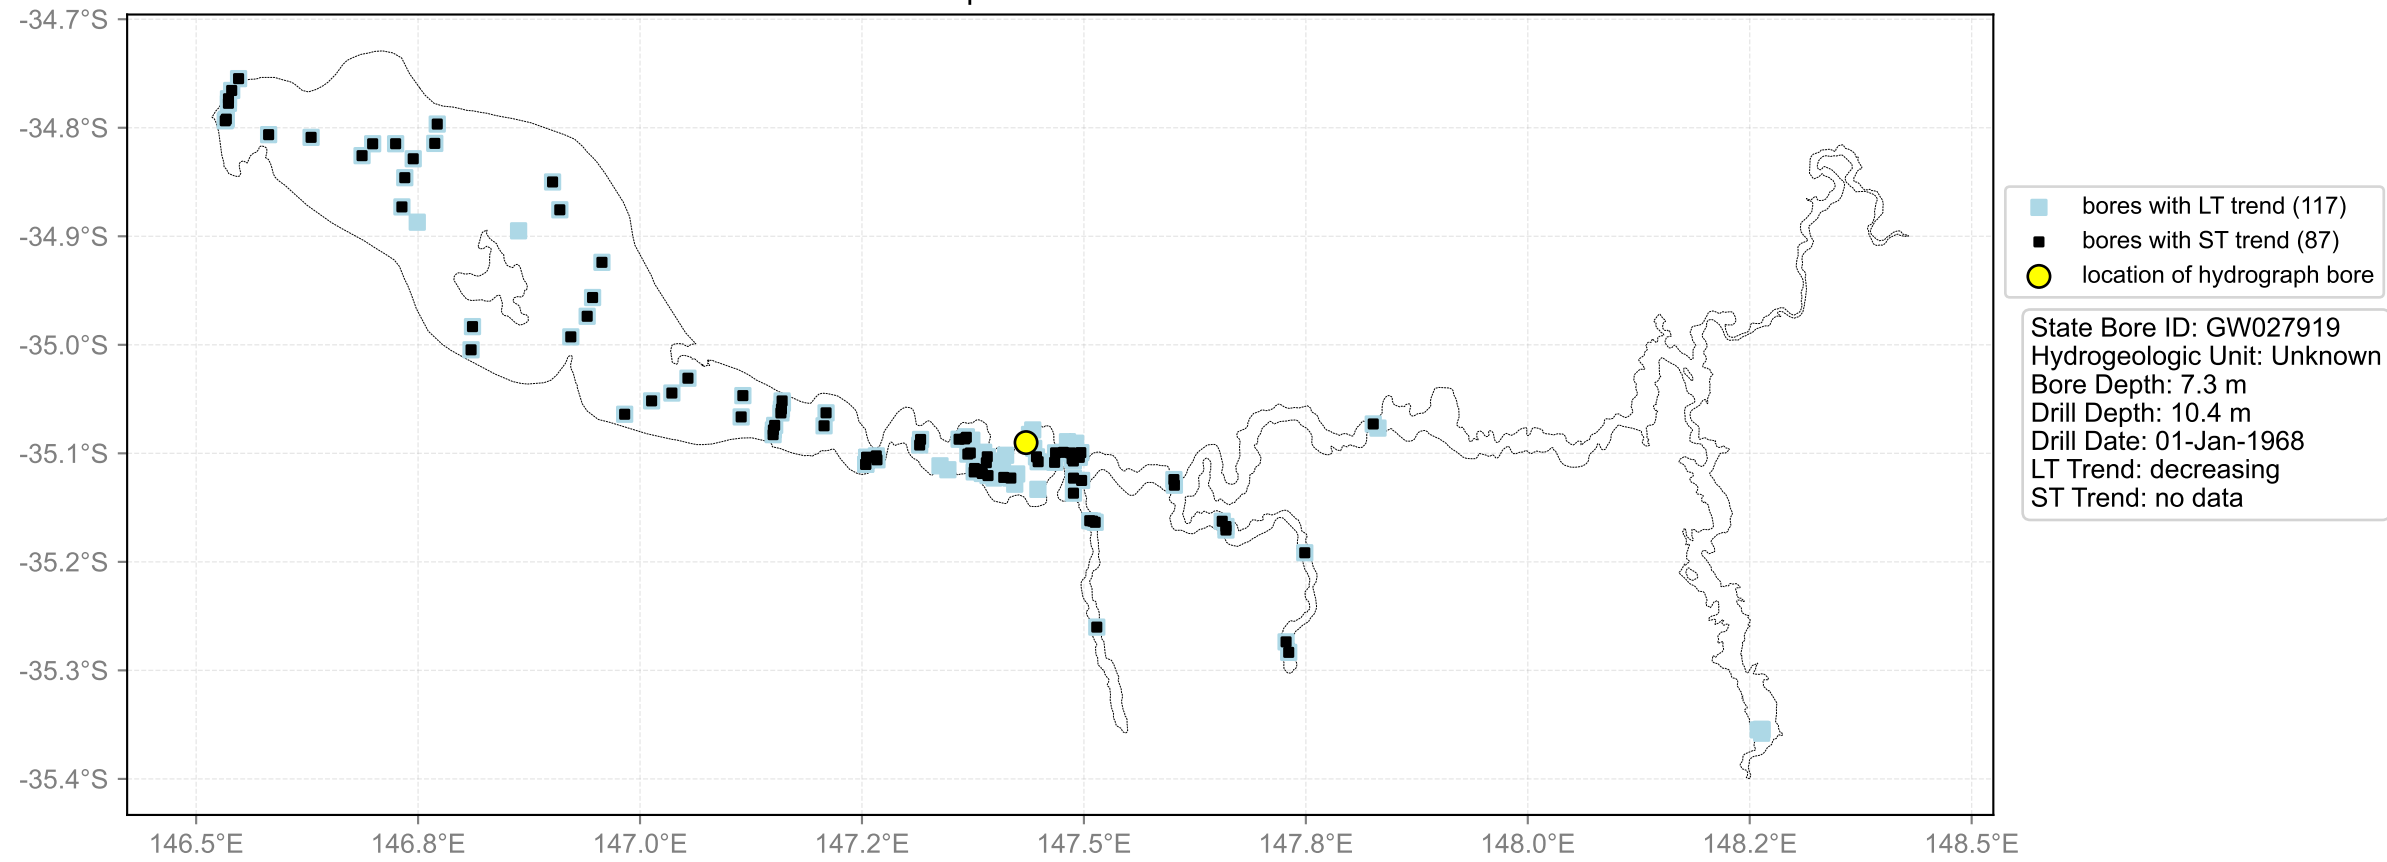 -34.7°S
-34.8°S
-34.9°S
-35.0°S
-35.1°S
-35.2°S
-35.3°S
-35.4°S
146.5°E 146.8°E 147.0°E 147.2°E 147.5°E 147.8°E 148.0°E 148.2°E 148.5°E
bores with LT trend (117)
bores with ST trend (87)
location of hydrograph bore
State Bore ID: GW027919
Hydrogeologic Unit: Unknown
Bore Depth: 7.3 m
Drill Depth: 10.4 m
Drill Date: 01-Jan-1968
LT Trend: decreasing
ST Trend: no data